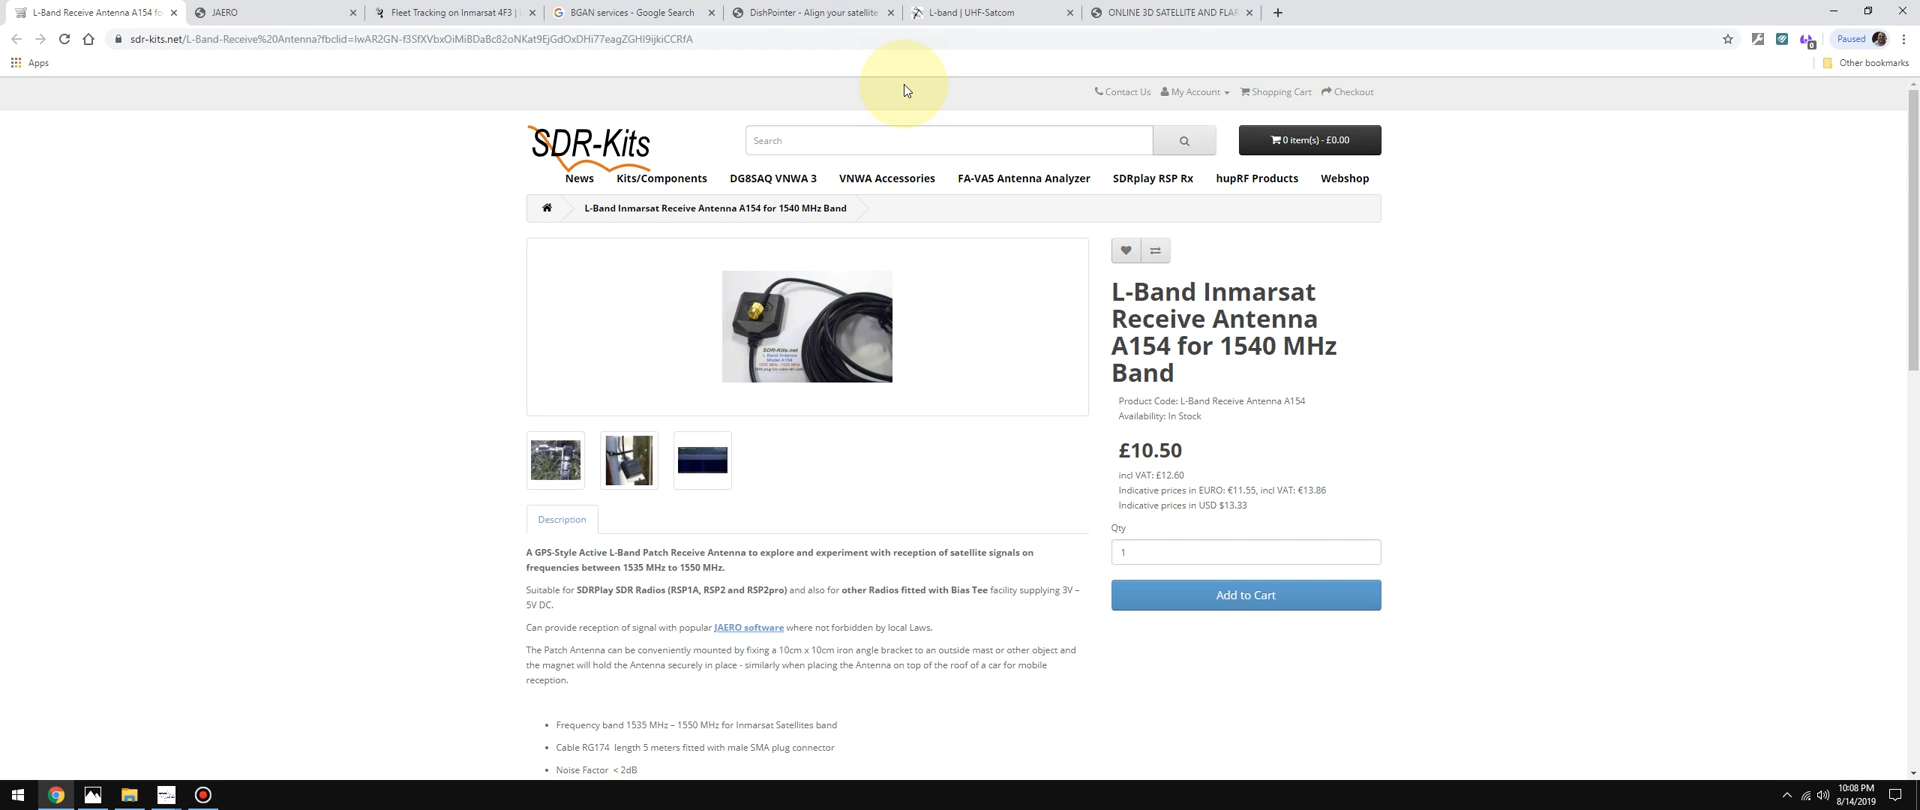 L-Band Receive Antenna A154 fo
JAERO
Fleet Tracking on Inmarsat 4F3 |
BGAN services - Google Search
DishPointer - Align your satellite
L-band | UHF-Satcom
ONLINE 3D SATELLITE AND FLAR
Paused
Apps
Other bookmarks
Contact Us
My Account
Shopping Cart
Checkout
SDR-Kits
Search
0 item(s) - £0.00
News
Kits/Components
DG8SAQ VNWA 3
VNWA Accessories
FA-VA5 Antenna Analyzer
SDRplay RSP Rx
hupRF Products
Webshop
L-Band Inmarsat Receive Antenna A154 for 1540 MHz Band
SDR-Kits.net
L-Band Antenna
Model A154
L-Band Inmarsat
Receive Antenna
A154 for 1540 MHz
Band
Product Code: L-Band Receive Antenna A154
Availability: In Stock
£10.50
incl VAT: £12.60
Indicative prices in EURO: €11.55, incl VAT: €13.86
Indicative prices in USD $13.33
Qty
1
Add to Cart
Description
A GPS-Style Active L-Band Patch Receive Antenna to explore and experiment with reception of satellite signals on
frequencies between 1535 MHz to 1550 MHz.
Suitable for SDRPlay SDR Radios (RSP1A, RSP2 and RSP2pro) and also for other Radios fitted with Bias Tee facility supplying 3V –
5V DC.
Can provide reception of signal with popular JAERO software where not forbidden by local Laws.
The Patch Antenna can be conveniently mounted by fixing a 10cm x 10cm iron angle bracket to an outside mast or other object and
the magnet will hold the Antenna securely in place - similarly when placing the Antenna on top of the roof of a car for mobile
reception.
• Frequency band 1535 MHz – 1550 MHz for Inmarsat Satellites band
• Cable RG174 length 5 meters fitted with male SMA plug connector
• Noise Factor < 2dB
10:08 PM
8/14/2019